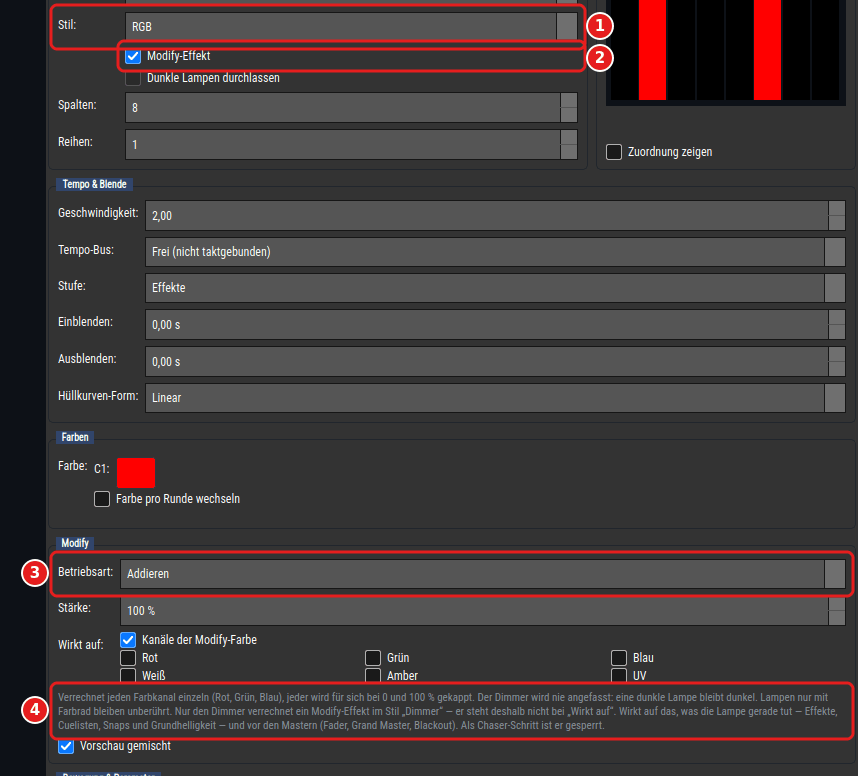 Stil: RGB 1
Modify-Effekt 2
Dunkle Lampen durchlassen
Spalten: 8
Reihen: 1
Zuordnung zeigen
Tempo & Blende
Geschwindigkeit: 2,00
Tempo-Bus: Frei (nicht taktgebunden)
Stufe: Effekte
Einblenden: 0,00 s
Ausblenden: 0,00 s
Hüllkurven-Form: Linear
Farben
Farbe: C1:
Farbe pro Runde wechseln
Modify
3 Betriebsart: Addieren
Stärke: 100 %
Wirkt auf: Kanäle der Modify-Farbe
Rot Grün Blau
Weiß Amber UV
4 Verrechnet jeden Farbkanal einzeln (Rot, Grün, Blau), jeder wird für sich bei 0 und 100 % gekappt. Der Dimmer wird nie angefasst: eine dunkle Lampe bleibt dunkel. Lampen nur mit
Farbrad bleiben unberührt. Nur den Dimmer verrechnet ein Modify-Effekt im Stil „Dimmer" — er steht deshalb nicht bei „Wirkt auf". Wirkt auf das, was die Lampe gerade tut — Effekte,
Cuelisten, Snaps und Grundhelligkeit — und vor den Mastern (Fader, Grand Master, Blackout). Als Chaser-Schritt ist er gesperrt.
Vorschau gemischt